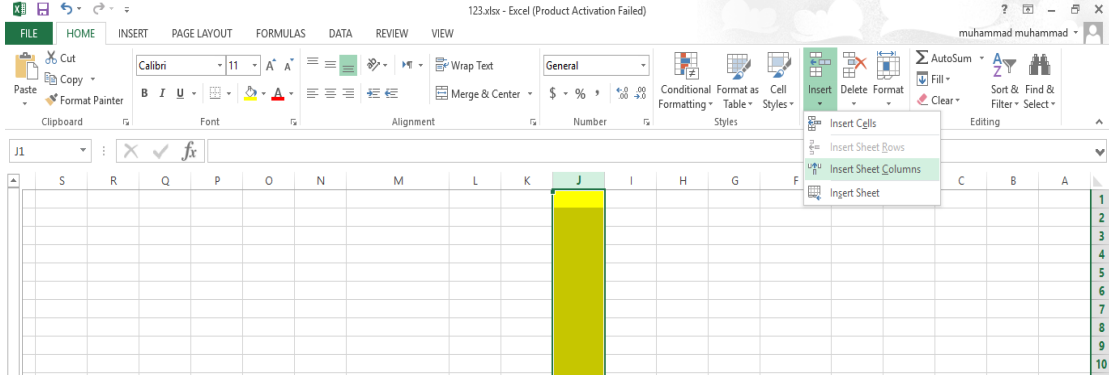 123.xlsx - Excel (Product Activation Failed)
FILE HOME INSERT PAGE LAYOUT FORMULAS DATA REVIEW VIEW muhammad muhammad
Paste
Cut
Copy
Format Painter
Clipboard
Calibri 11
B I U
Font
Wrap Text
Merge & Center
Alignment
General
$ % ,
Number
Conditional Formatting
Format as Table
Cell Styles
Styles
Insert Delete Format
AutoSum
Fill
Clear
Sort & Filter
Find & Select
Editing
Insert Cells
Insert Sheet Rows
Insert Sheet Columns
Insert Sheet
J1 fx
S R Q P O N M L K J I H G F C B A
1
2
3
4
5
6
7
8
9
10